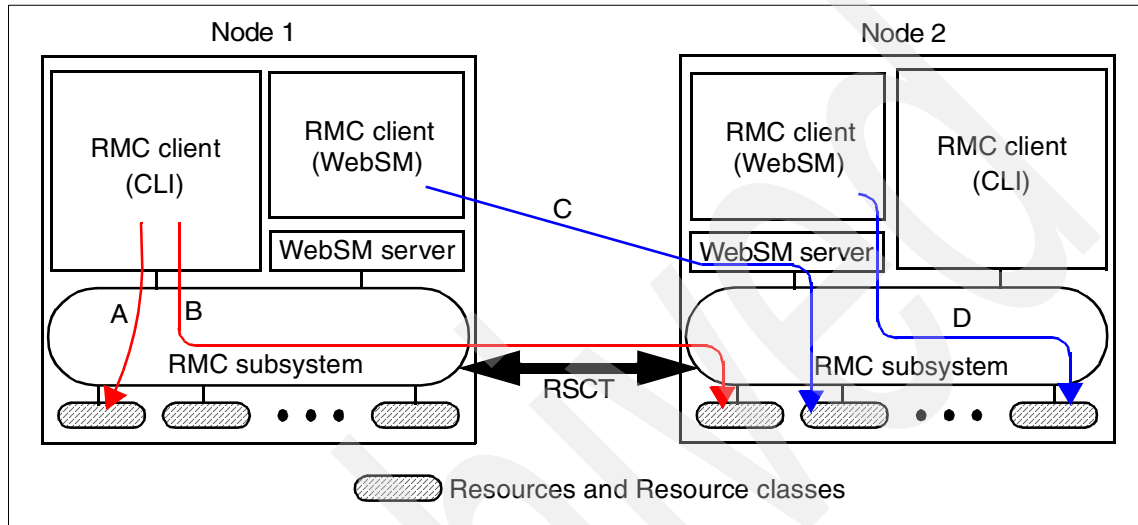 Node 1
Node 2
RMC client
(CLI)
RMC client
(WebSM)
WebSM server
RMC client
(WebSM)
WebSM server
RMC client
(CLI)
A
B
C
D
RMC subsystem
RSCT
RMC subsystem
Resources and Resource classes